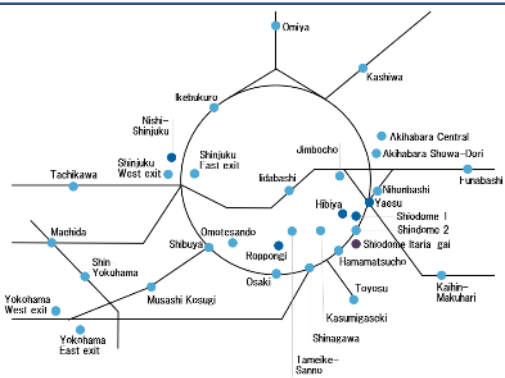 Omiya
Kashiwa
Ikebukuro
Nishi-
Shinjuku
Jimbocho
Akihabara Central
Akihabara Showa-Dori
Shinjuku
West exit
Shinjuku
East exit
Tachikawa
Iidabashi
Funabashi
Nihonbashi
Yaesu
Hibiya
Shiodome 1
Shindome 2
Shiodome Itaria gai
Machida
Omotesando
Shibuya
Roppongi
Hamamatsucho
Shin-
Yokohama
Osaki
Musashi Kosugi
Toyosu
Kaihin-
Makuhari
Yokohama
West exit
Kasumigaseki
Yokohama
East exit
Shinagawa
Tameike-
Sanno